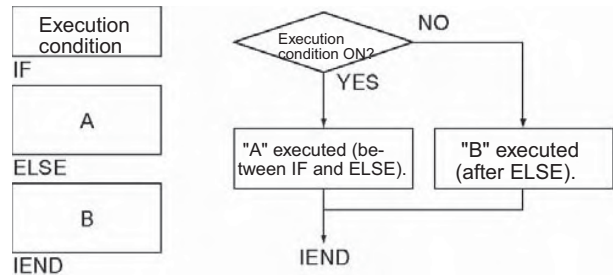 Execution
condition
IF
A
ELSE
B
IEND
Execution
condition ON?
NO
YES
"A" executed (be-
tween IF and ELSE).
"B" executed
(after ELSE).
IEND